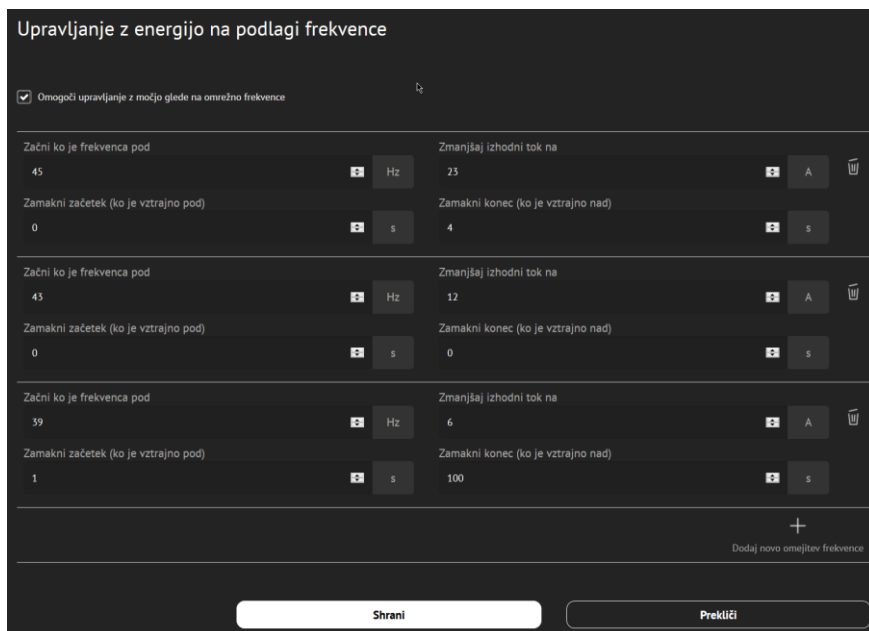 Upravljanje z energijo na podlagi frekvence
Omogoči upravljanje z močjo glede na omrežno frekvence
Začni ko je frekvenca pod Zmanjšaj izhodni tok na
45 Hz 23 A
Zamakni začetek (ko je vztrajno pod) Zamakni konec (ko je vztrajno nad)
0 s 4 s
Začni ko je frekvenca pod Zmanjšaj izhodni tok na
43 Hz 12 A
Zamakni začetek (ko je vztrajno pod) Zamakni konec (ko je vztrajno nad)
0 s 0 s
Začni ko je frekvenca pod Zmanjšaj izhodni tok na
39 Hz 6 A
Zamakni začetek (ko je vztrajno pod) Zamakni konec (ko je vztrajno nad)
1 s 100 s
Dodaj novo omejitev frekvence
Shrani Prekliči